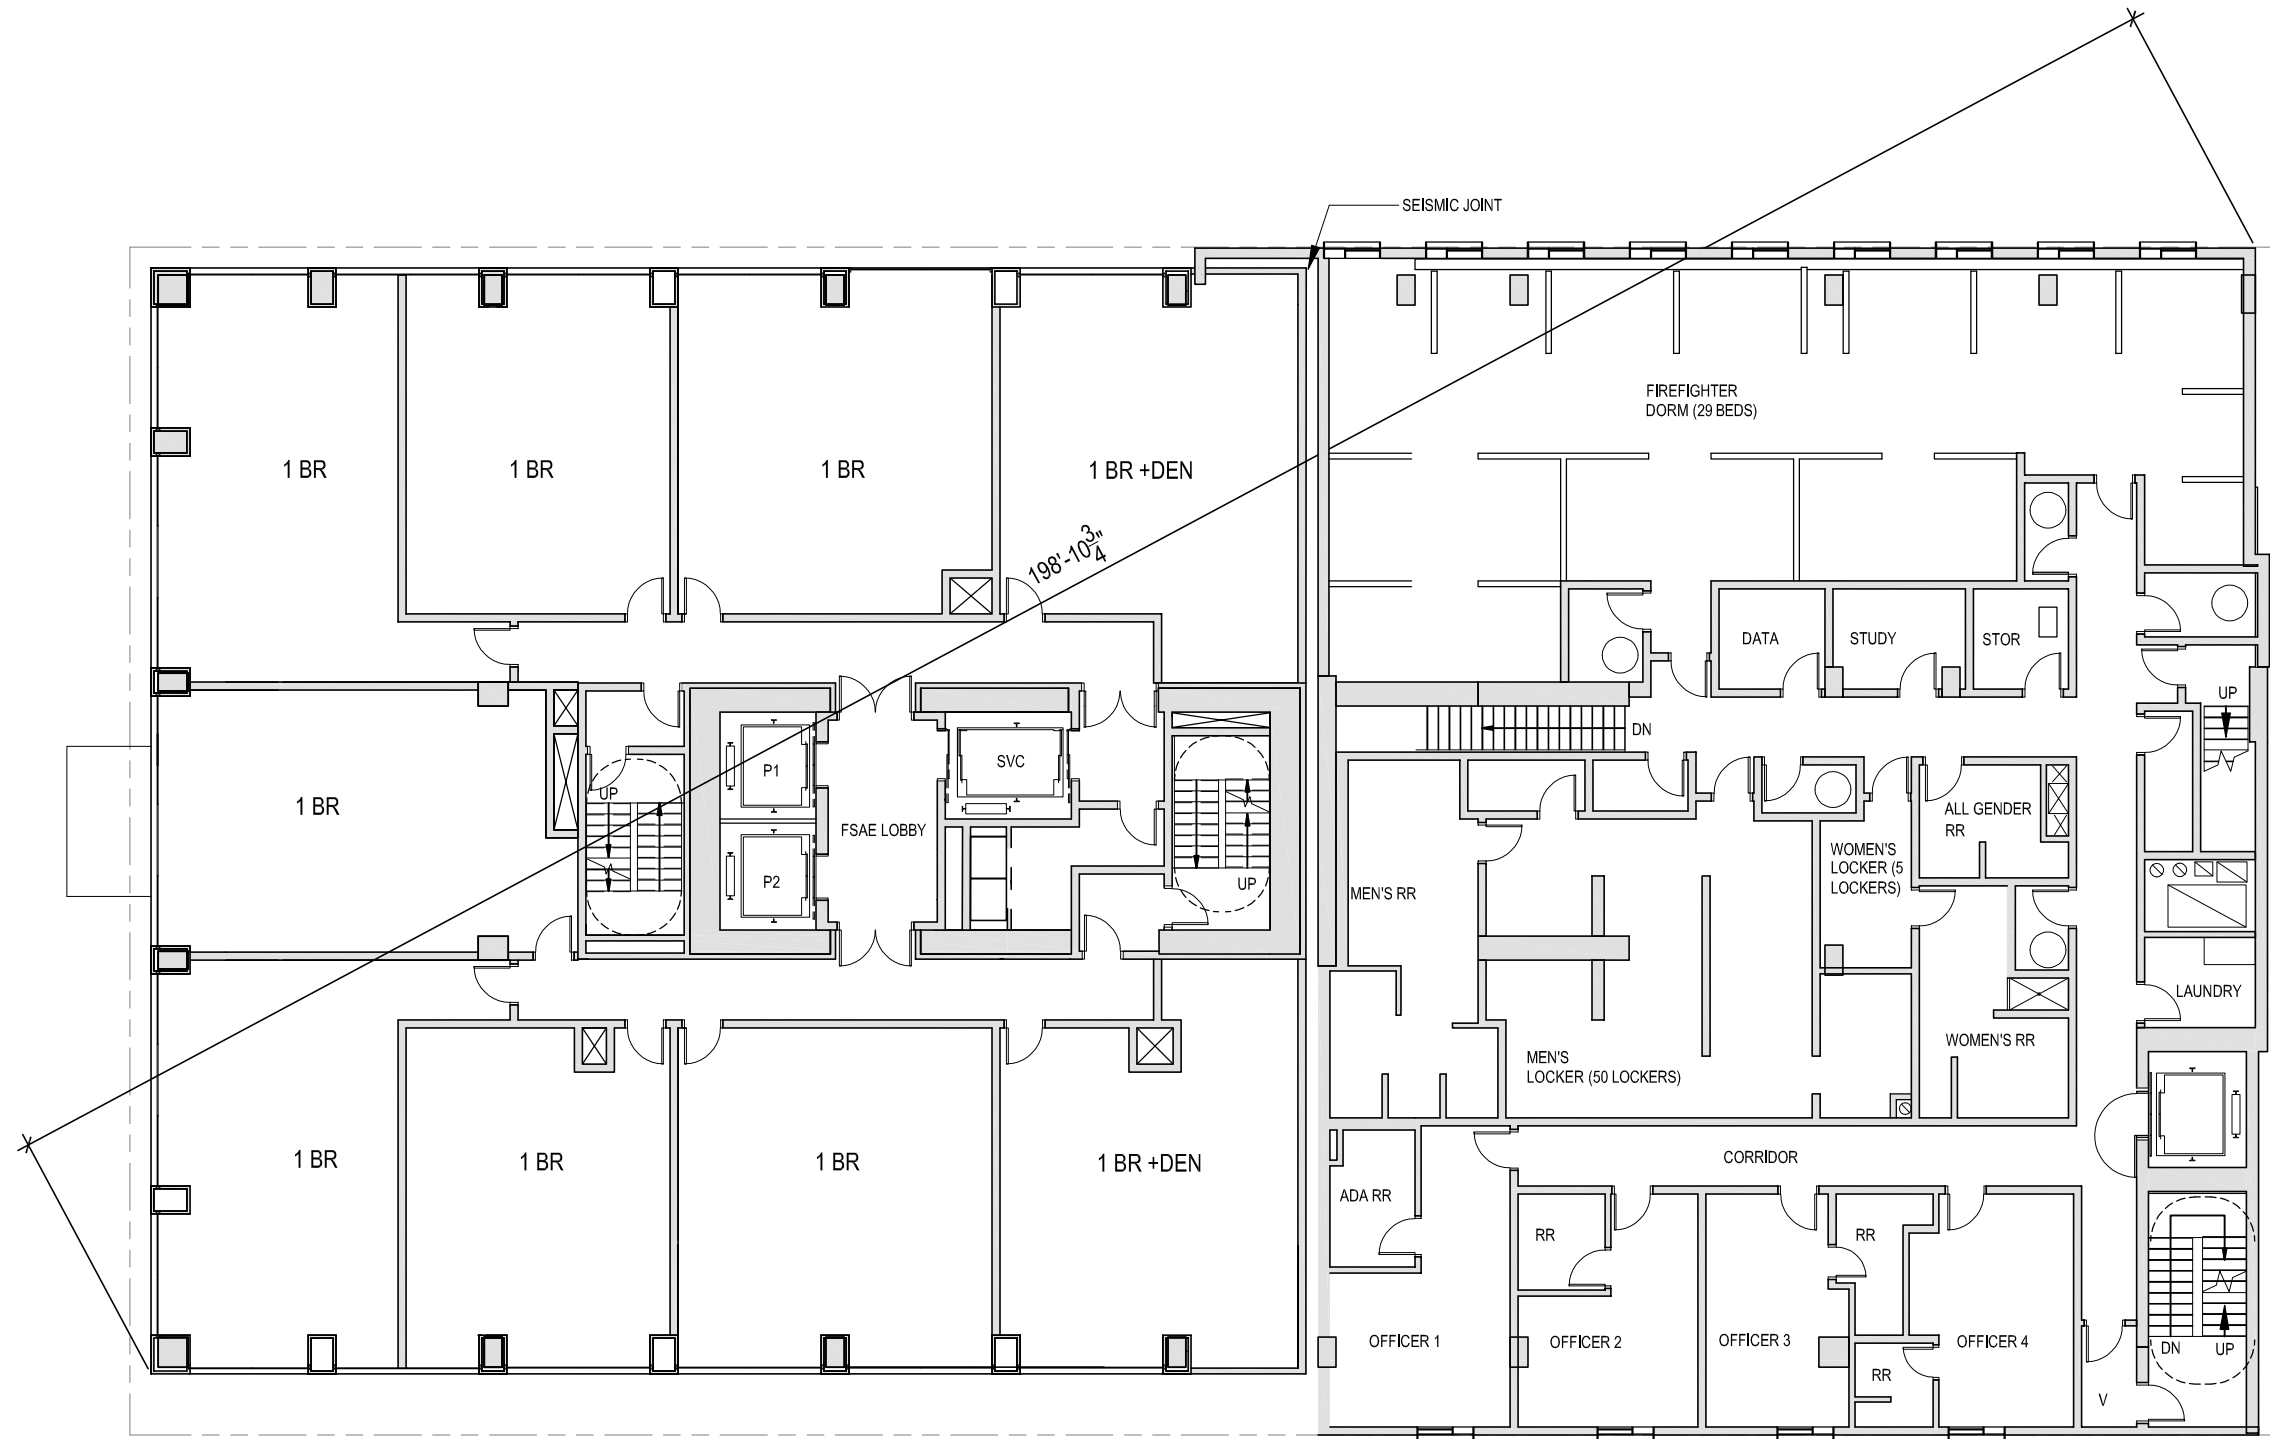 SEISMIC JOINT
FIREFIGHTER
DORM (29 BEDS)
1 BR
1 BR
1 BR
1 BR +DEN
198'-10 3/4"
DATA
STUDY
STOR
UP
DN
P1
SVC
1 BR
UP
FSAE LOBBY
ALL GENDER
RR
WOMEN'S
LOCKER (5
LOCKERS)
P2
UP
MEN'S RR
LAUNDRY
WOMEN'S RR
MEN'S
LOCKER (50 LOCKERS)
1 BR
1 BR
1 BR
1 BR +DEN
CORRIDOR
ADA RR
RR
RR
OFFICER 1
OFFICER 2
OFFICER 3
OFFICER 4
DN
UP
RR
V